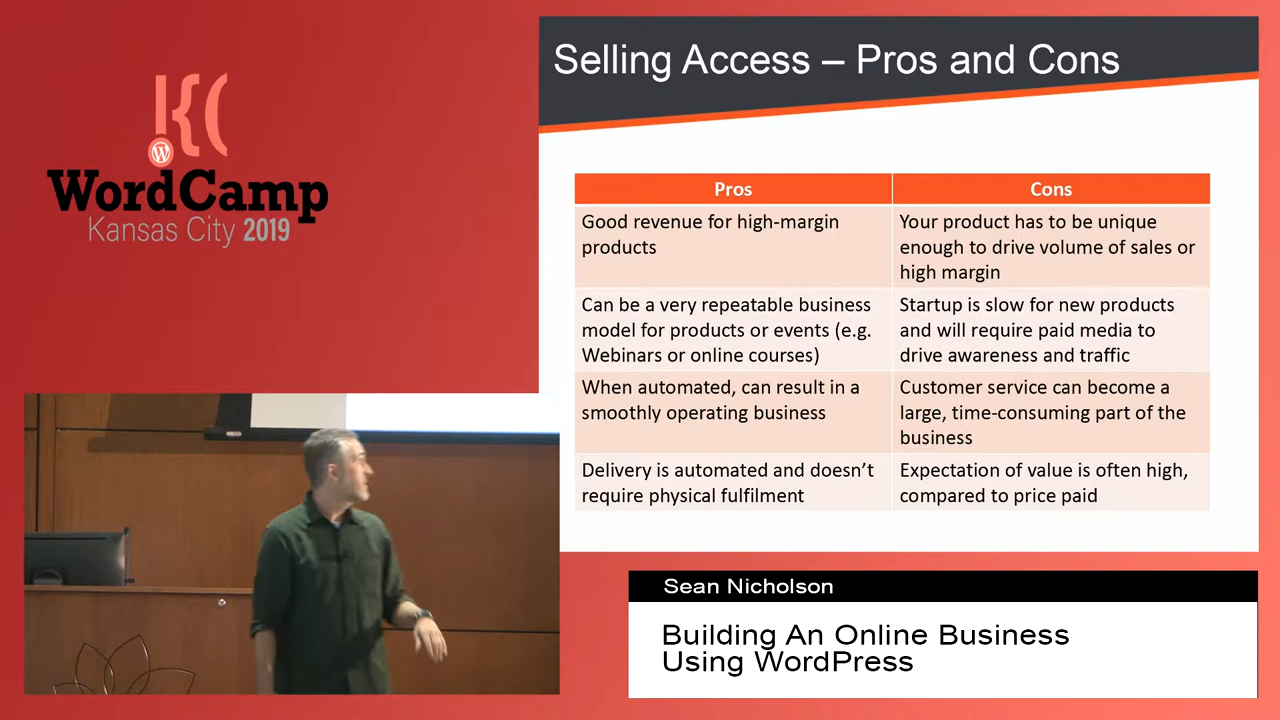 Selling Access – Pros and Cons
K{(
W
WordCamp
Kansas City 2019
Pros
Cons
Good revenue for high-margin
products
Your product has to be unique
enough to drive volume of sales or
high margin
Can be a very repeatable business
model for products or events (e.g.
Webinars or online courses)
Startup is slow for new products
and will require paid media to
drive awareness and traffic
When automated, can result in a
smoothly operating business
Customer service can become a
large, time-consuming part of the
business
Delivery is automated and doesn’t
require physical fulfilment
Expectation of value is often high,
compared to price paid
Sean Nicholson
Building An Online Business
Using WordPress